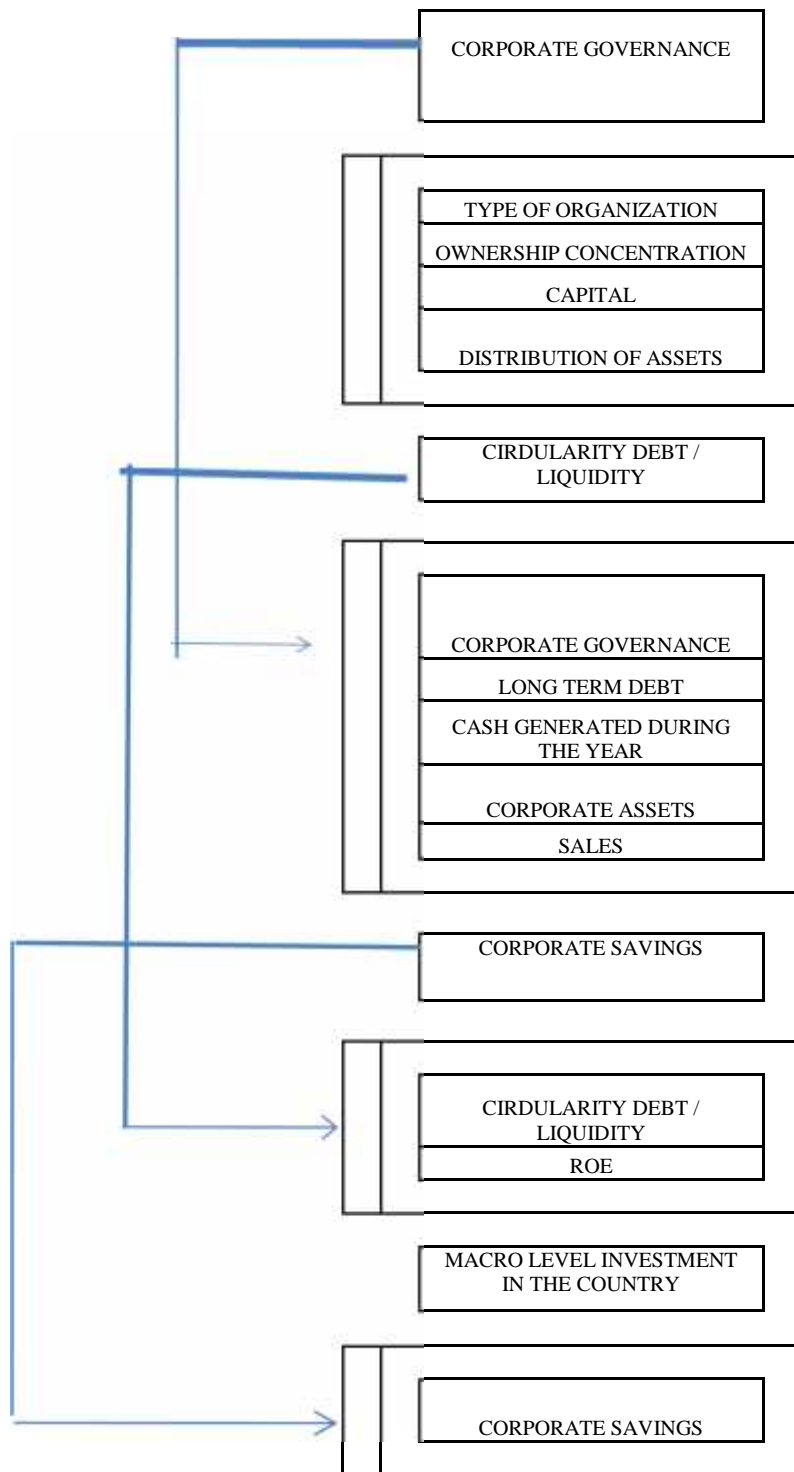 CORPORATE GOVERNANCE
TYPE OF ORGANIZATION
OWNERSHIP CONCENTRATION
CAPITAL
DISTRIBUTION OF ASSETS
CIRDULARITY DEBT /
LIQUIDITY
CORPORATE GOVERNANCE
LONG TERM DEBT
CASH GENERATED DURING
THE YEAR
CORPORATE ASSETS
SALES
CORPORATE SAVINGS
CIRDULARITY DEBT /
LIQUIDITY
ROE
MACRO LEVEL INVESTMENT
IN THE COUNTRY
CORPORATE SAVINGS